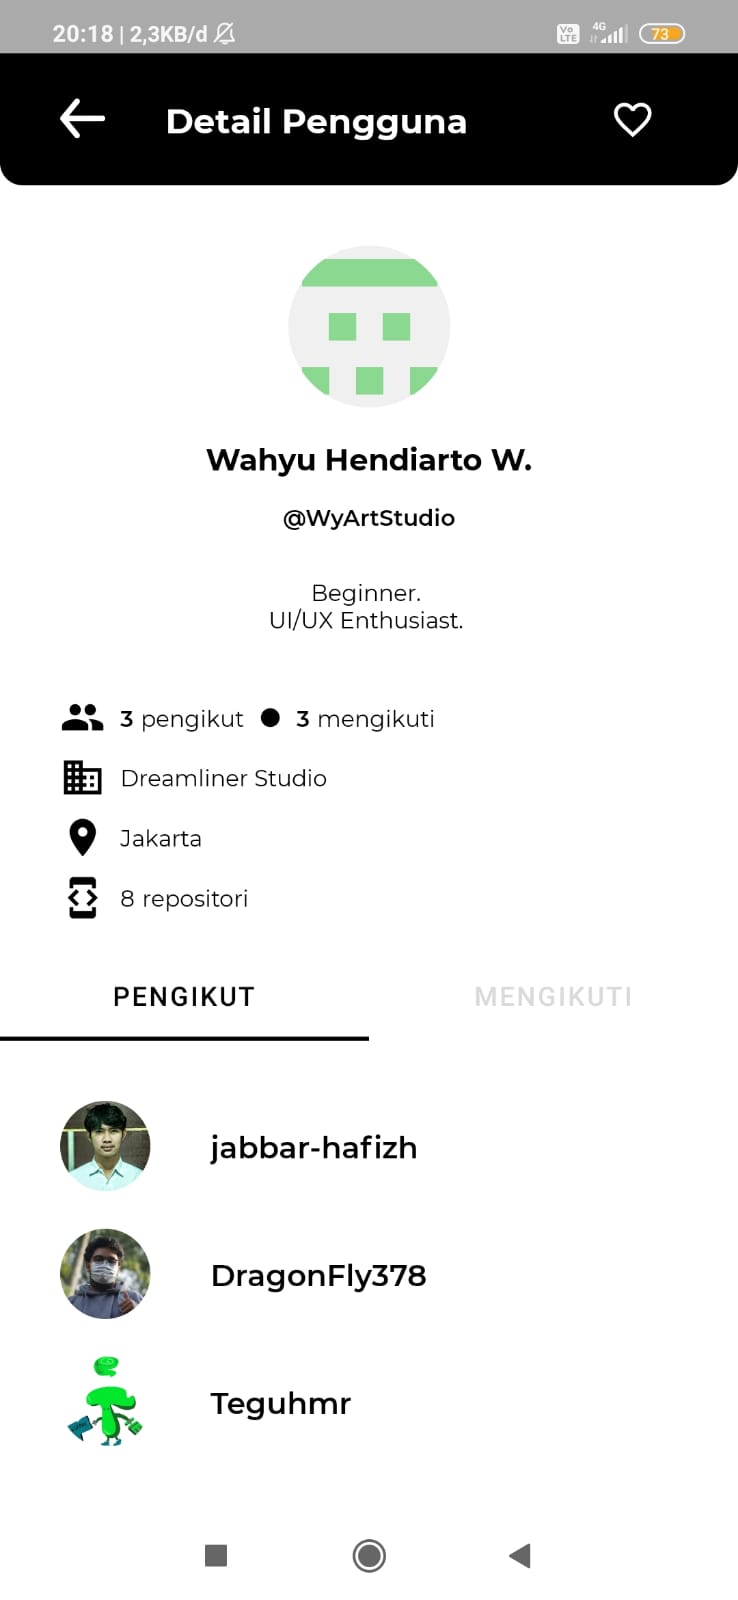 20:18 | 2,3KB/d
Vo LTE
4G
73
Detail Pengguna
Wahyu Hendiarto W.
@WyArtStudio
Beginner.
UI/UX Enthusiast.
3 pengikut ● 3 mengikuti
Dreamliner Studio
Jakarta
8 repositori
PENGIKUT
MENGIKUTI
jabbar-hafizh
DragonFly378
Teguhmr